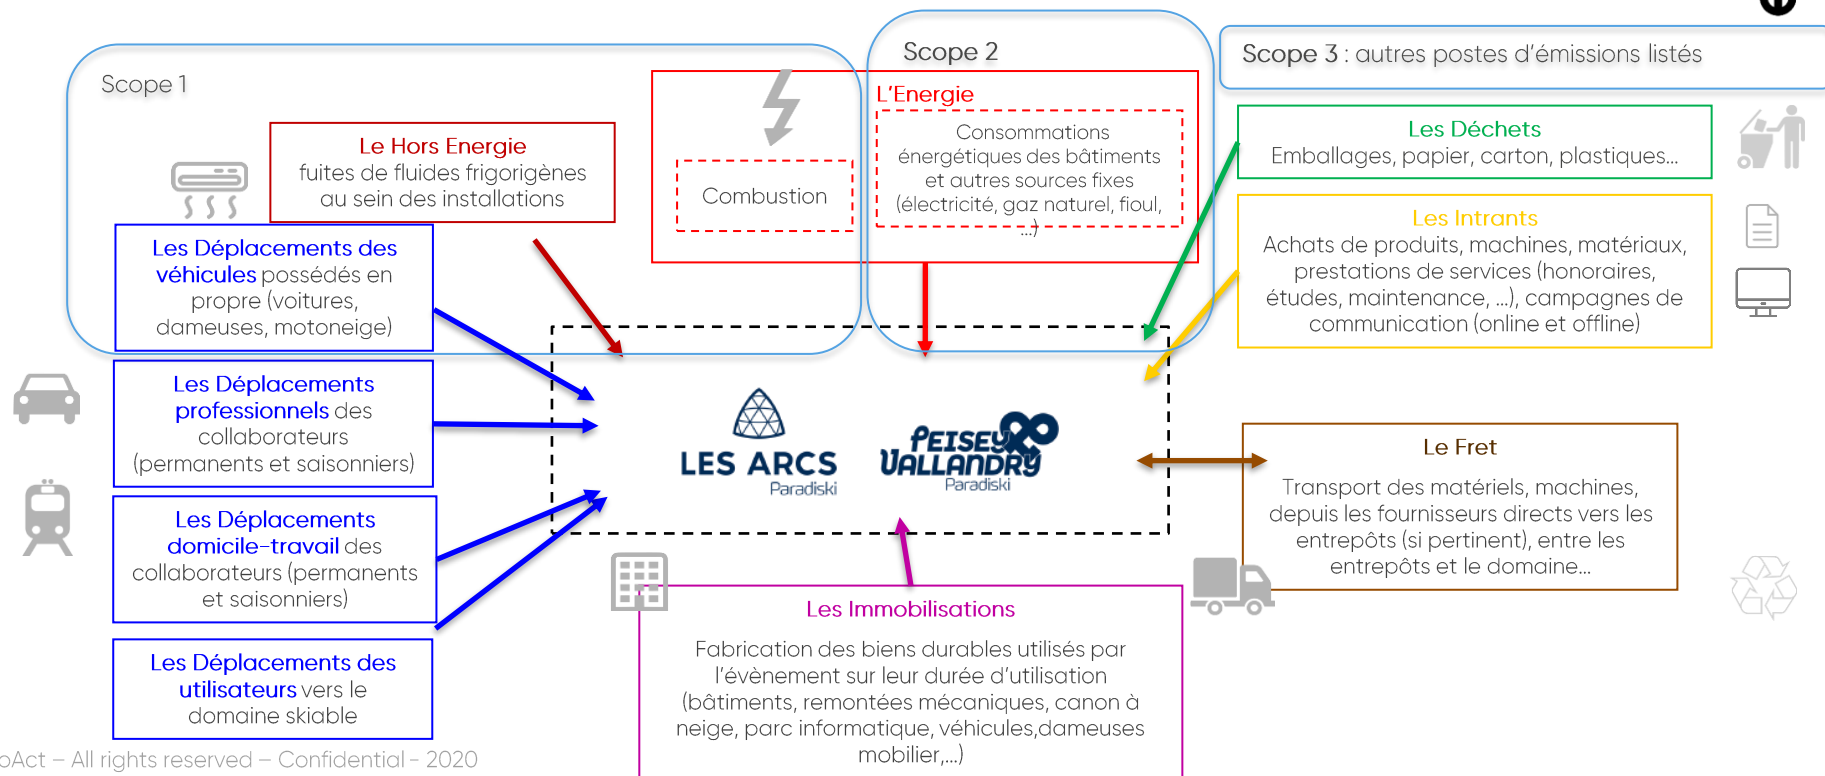 Scope 1
Scope 2
Scope 3 : autres postes d'émissions listés
Le Hors Energie
fuites de fluides frigorigènes
au sein des installations
Combustion
L'Energie
Consommations
énergétiques des bâtiments
et autres sources fixes
(électricité, gaz naturel, fioul,
...)
Les Déchets
Emballages, papier, carton, plastiques...
Les Intrants
Achats de produits, machines, matériaux,
prestations de services (honoraires,
études, maintenance, ...), campagnes de
communication (online et offline)
Les Déplacements des
véhicules possédés en
propre (voitures,
dameuses, motoneige)
Les Déplacements
professionnels des
collaborateurs
(permanents et saisonniers)
Les Déplacements
domicile-travail des
collaborateurs (permanents
et saisonniers)
Les Déplacements des
utilisateurs vers le
domaine skiable
LES ARCS
Paradiski
PEISEY
VALLANDRY
Paradiski
Le Fret
Transport des matériels, machines,
depuis les fournisseurs directs vers les
entrepôts (si pertinent), entre les
entrepôts et le domaine...
Les Immobilisations
Fabrication des biens durables utilisés par
l'évènement sur leur durée d'utilisation
(bâtiments, remontées mécaniques, canon à
neige, parc informatique, véhicules,dameuses
mobilier,...)
oAct – All rights reserved – Confidential - 2020